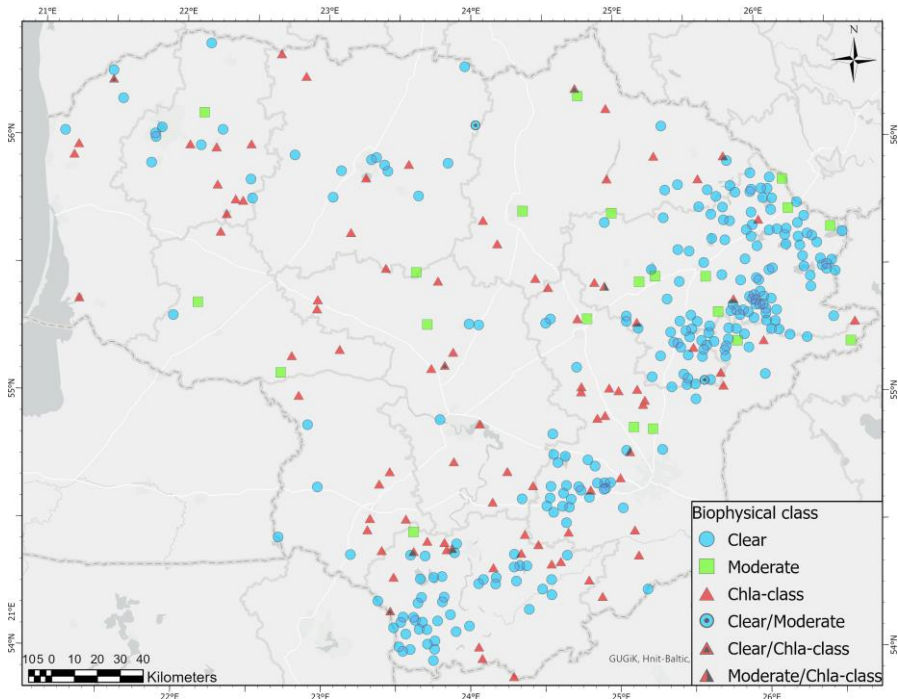 21°E 22°E 23°E 24°E 25°E 26°E
N
56°N 56°N
55°N 55°N
54°N 54°N
21°E
Biophysical class
Clear
Moderate
Chla-class
Clear/Moderate
Clear/Chla-class
Moderate/Chla-class
GUGiK, Hnit-Baltic,
105 0 10 20 30 40
Kilometers
22°E 23°E 24°E 25°E 26°E